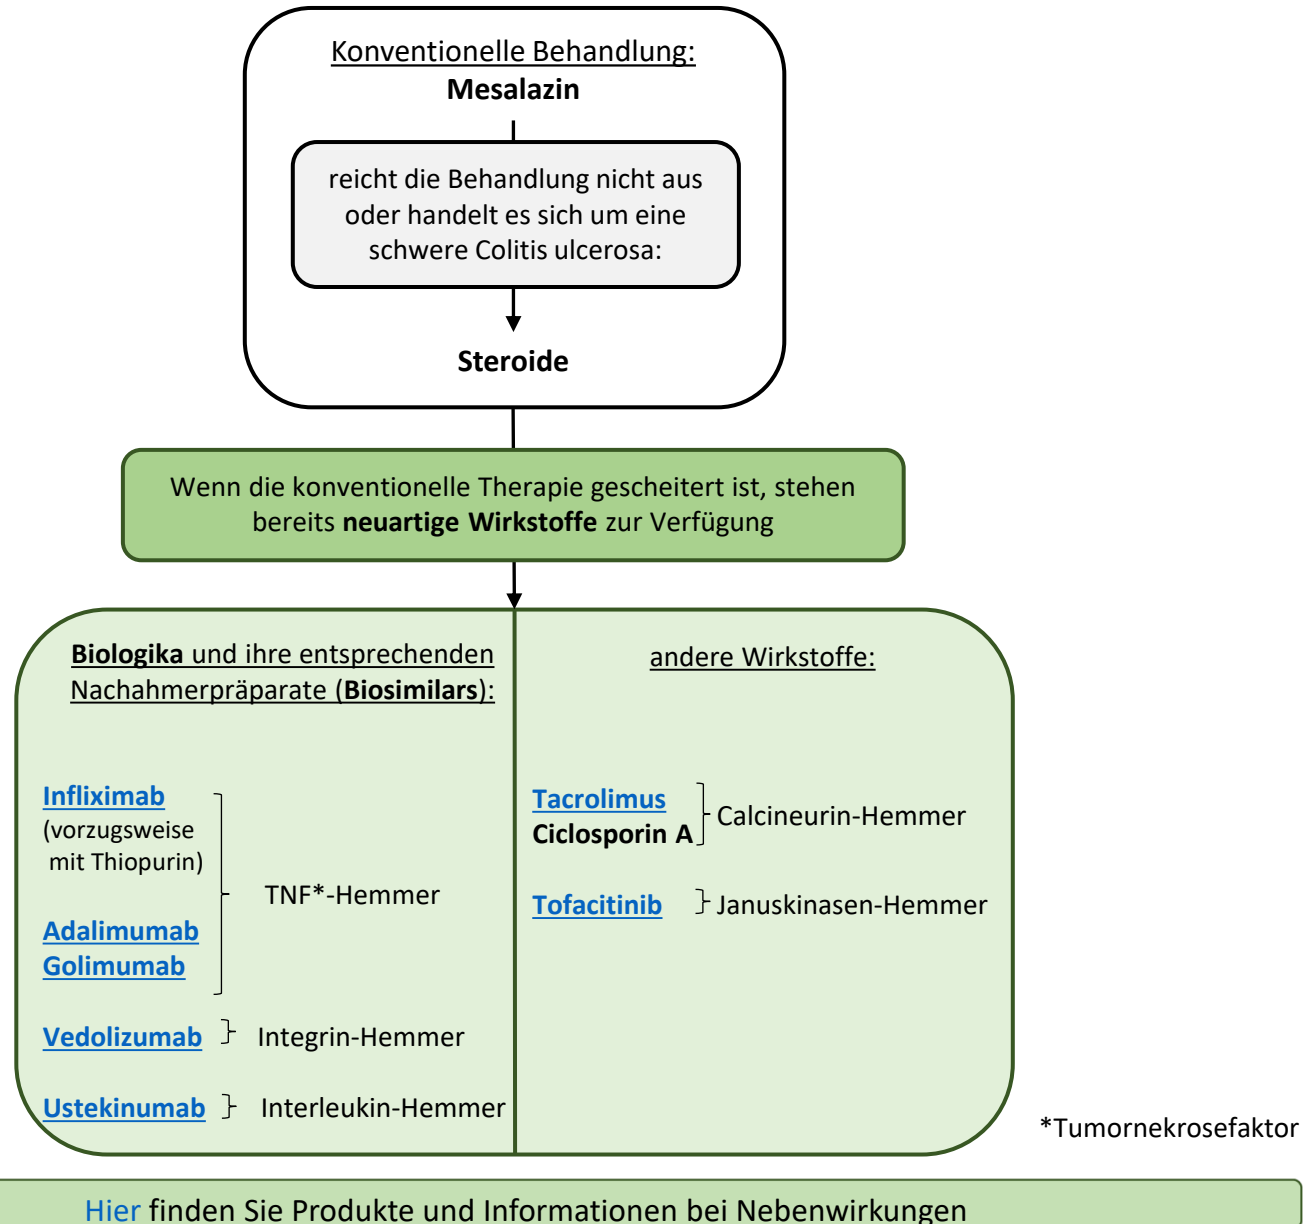 Konventionelle Behandlung:
Mesalazin
reicht die Behandlung nicht aus
oder handelt es sich um eine
schwere Colitis ulcerosa:
Steroide
Wenn die konventionelle Therapie gescheitert ist, stehen
bereits neuartige Wirkstoffe zur Verfügung
Biologika und ihre entsprechenden
Nachahmerpräparate (Biosimilars):
Infliximab
(vorzugsweise
mit Thiopurin)
Adalimumab
Golimumab
TNF*-Hemmer
Vedolizumab Integrin-Hemmer
Ustekinumab Interleukin-Hemmer
andere Wirkstoffe:
Tacrolimus
Ciclosporin A
Calcineurin-Hemmer
Tofacitinib Januskinasen-Hemmer
*Tumornekrosefaktor
Hier finden Sie Produkte und Informationen bei Nebenwirkungen